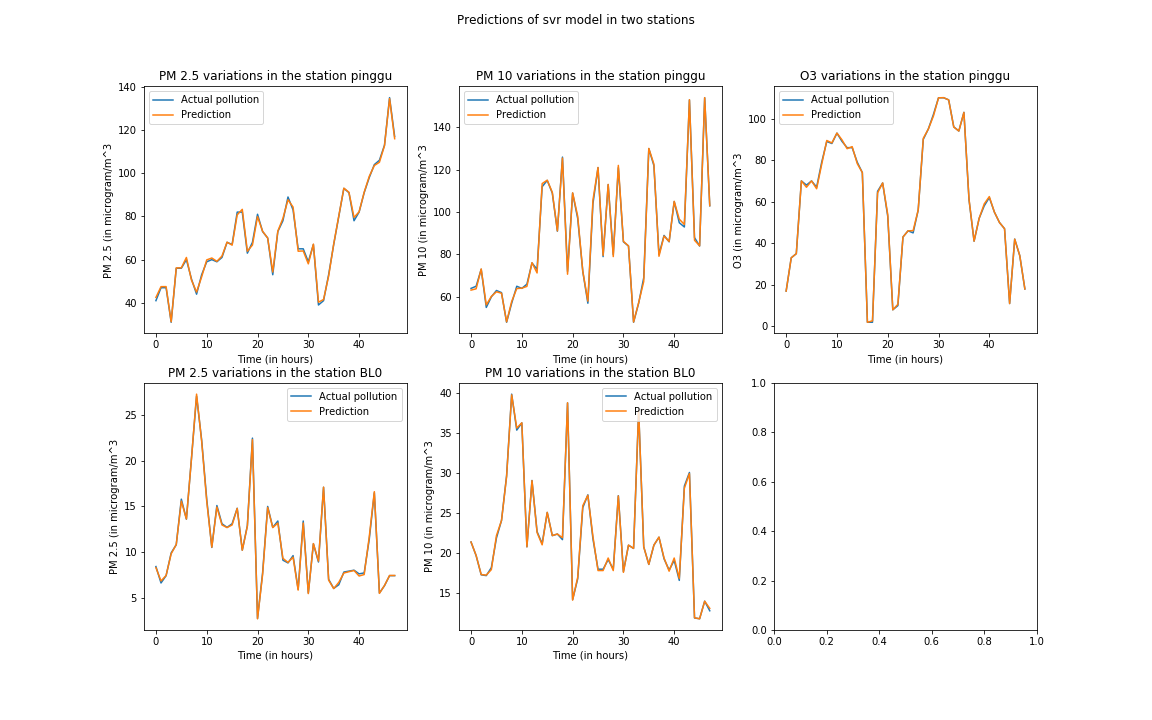 Predictions of svr model in two stations
PM 2.5 variations in the station pinggu
PM 2.5 (in microgram/m^3
140
120
100
80
60
40
Actual pollution
Prediction
0 10 20 30 40
Time (in hours)
PM 10 variations in the station pinggu
PM 10 (in microgram/m^3
140
120
100
80
60
Actual pollution
Prediction
0 10 20 30 40
Time (in hours)
O3 variations in the station pinggu
O3 (in microgram/m^3
100
80
60
40
20
0
Actual pollution
Prediction
0 10 20 30 40
Time (in hours)
PM 2.5 variations in the station BL0
PM 2.5 (in microgram/m^3
25
20
15
10
5
Actual pollution
Prediction
0 10 20 30 40
Time (in hours)
PM 10 variations in the station BL0
PM 10 (in microgram/m^3
40
35
30
25
20
15
Actual pollution
Prediction
0 10 20 30 40
Time (in hours)
1.0
0.8
0.6
0.4
0.2
0.0
0.0 0.2 0.4 0.6 0.8 1.0